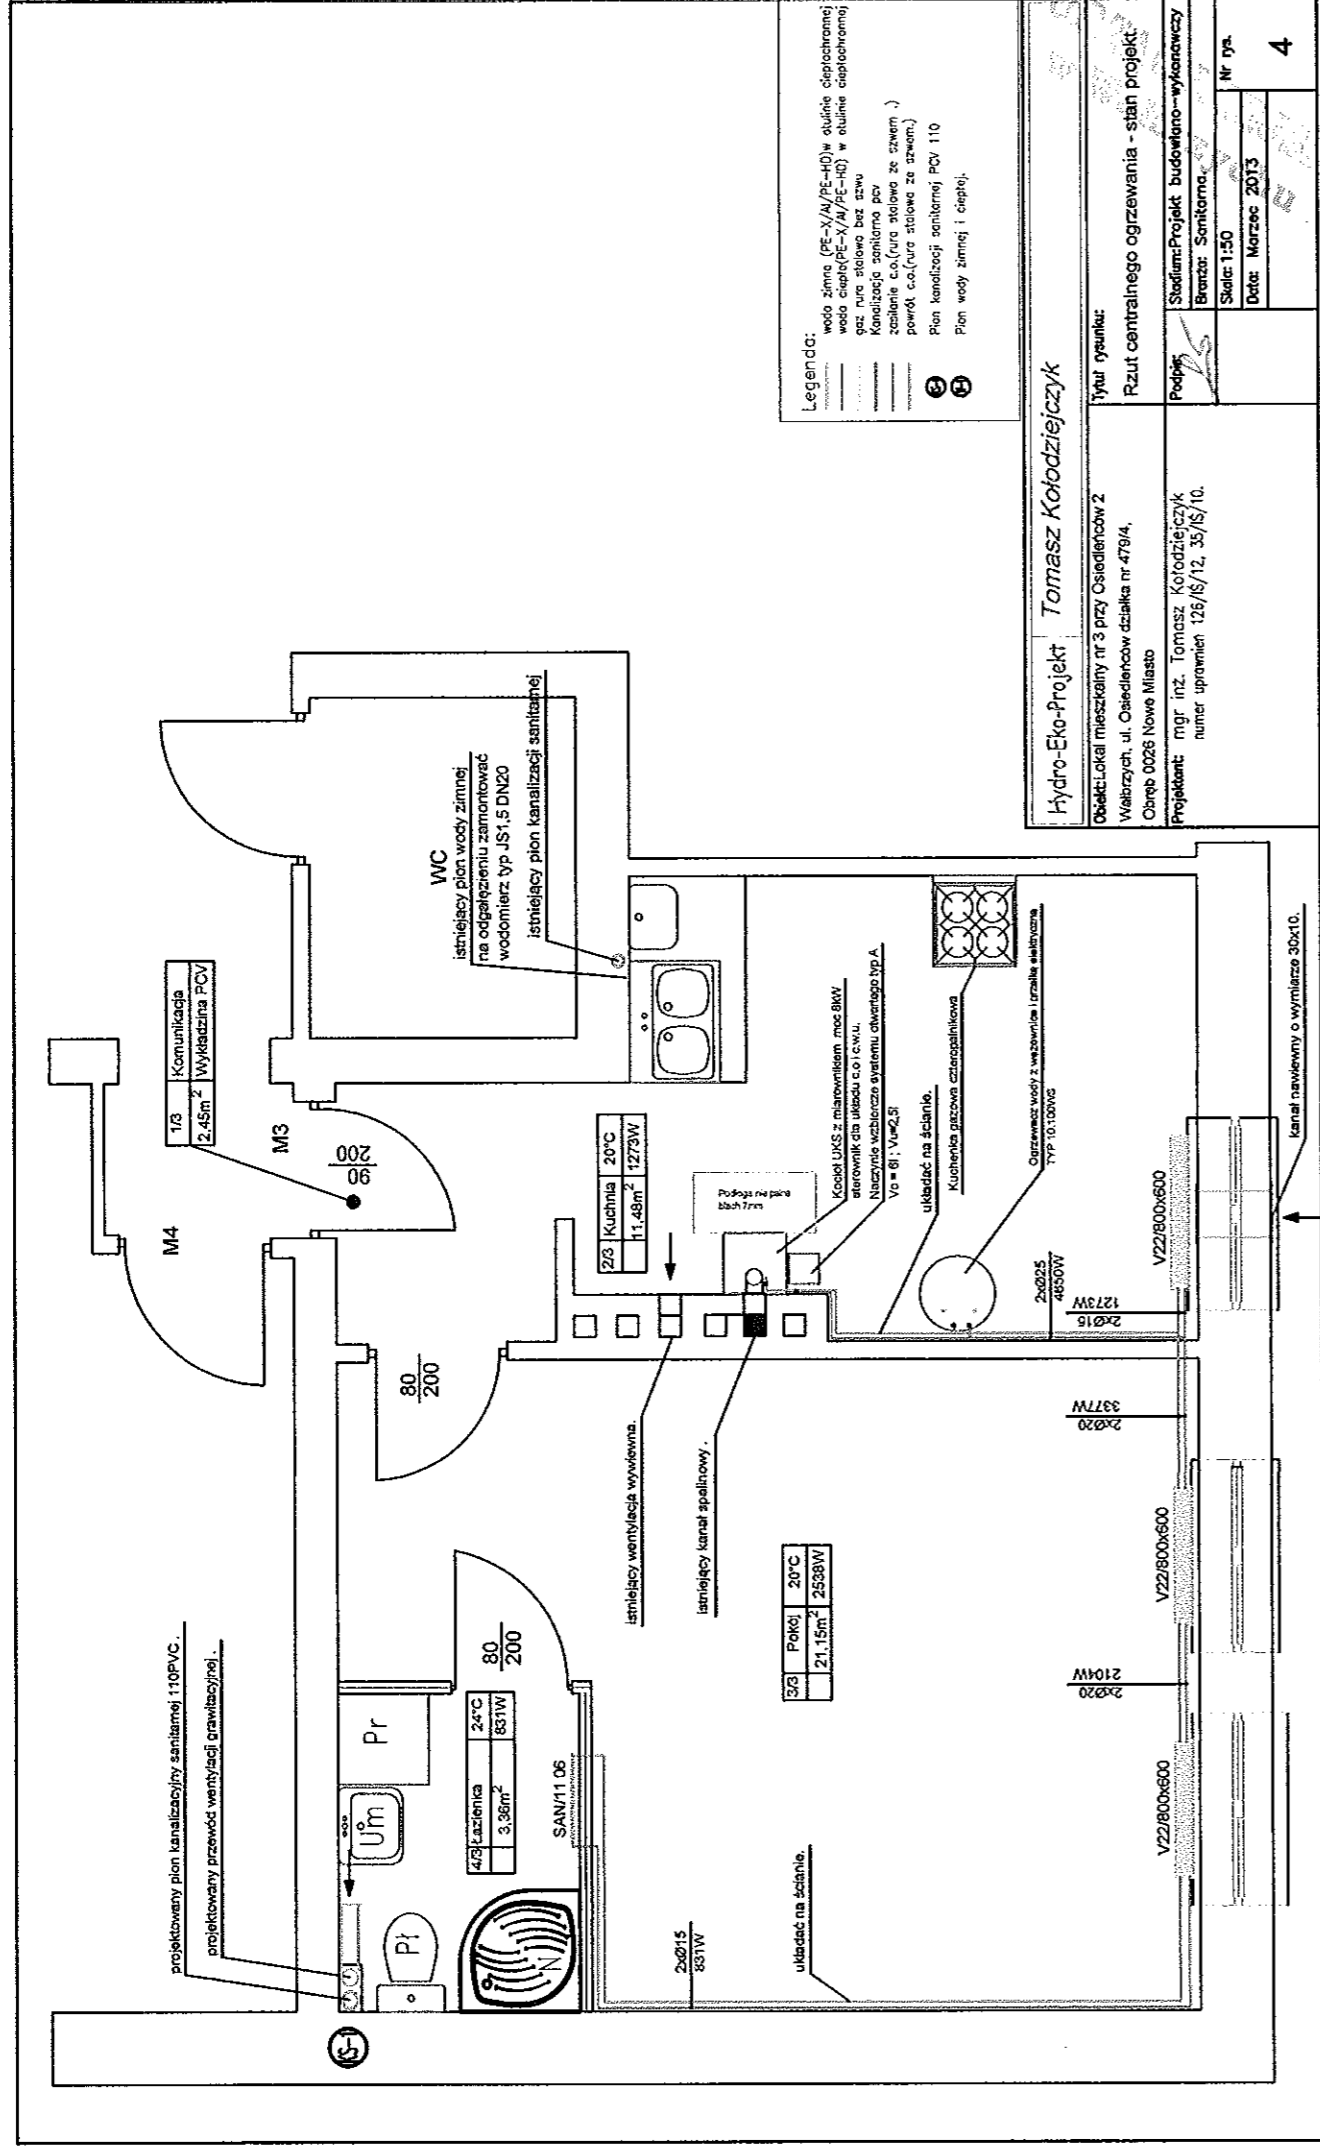 projektowany pion kanalizacyjny sanitarnej 110PVC .
projektowany przewód wentylacji grawitacyjnej .
KS-1
Pł
Um
Pr
N
4/3 Łazienka 24°C
3,36m² 831W
SAN/11 06
80
200
80
200
M4
M3
90
200
1/3 Komunikacja
2,45m² Wykładzina PCV
WC
istniejący pion wody zimnej
na odgałęzieniu zamontować
wodomierz typ JS1,5 DN20
istniejący pion kanalizacji sanitarnej
2/3 Kuchnia 20°C
11,48m² 1273W
istniejący wentylacja wywiewna.
istniejący kanał spalinowy .
Podłoga nie palna
blach 7mm
Kocioł UKS z miarownikiem moc 8kW
sterownik dla układu c.o i c.w.u.
Naczynie wzbiorcze systemu otwartego typ A
Vc = 6l ; Vu=2,5l
układać na ścianie.
Kuchenka gazowa czteropalnikowa
Ogrzewacz wody z wężownicą i grzałką elektryczną
TYP 10.100WG
3/3 Pokój 20°C
21,15m² 2538W
2xØ15
831W
układać na ścianie.
2xØ20
2104W
2xØ20
3377W
2xØ15
1273W
2xØ25
4650W
V22/800x600
V22/800x600
V22/800x600
kanał nawiewny o wymiarze 30x10.
Legenda:
woda zimna (PE-X/Al/PE-HD)w otulinie ciepłochronnej
woda ciepła(PE-X/Al/PE-HD) w otulinie ciepłochronnej
gaz rura stalowa bez szwu
Kanalizacja sanitarna pcv
zasilanie c.o.(rura stalowa ze szwem .)
powrót c.o.(rura stalowa ze szwem.)
Pion kanalizacji sanitarnej PCV 110
Pion wody zimnej i ciepłej.
Hydro-Eko-Projekt Tomasz Kołodziejczyk
Obiekt:Lokal mieszkalny nr 3 przy Osiedleńców 2
Wałbrzych, ul. Osiedleńców działka nr 479/4,
Obręb 0026 Nowe Miasto
Tytuł rysunku:
Rzut centralnego ogrzewania - stan projekt.
Projektant: mgr inż. Tomasz Kołodziejczyk
numer uprawnień 126/IŚ/12, 35/IŚ/10.
Podpis:
Stadium:Projekt budowlano-wykonawczy
Branża: Sanitarna
Skala: 1:50
Data: Marzec 2013
Nr rys.
4